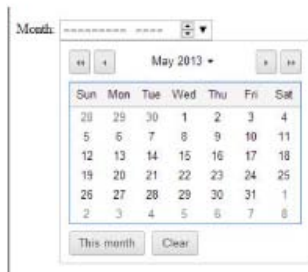 Month: --------- ----
May 2013
Sun Mon Tue Wed Thu Fri Sat
28 29 30 1 2 3 4
5 6 7 8 9 10 11
12 13 14 15 16 17 18
19 20 21 22 23 24 25
26 27 28 29 30 31 1
2 3 4 5 6 7 8
This month Clear